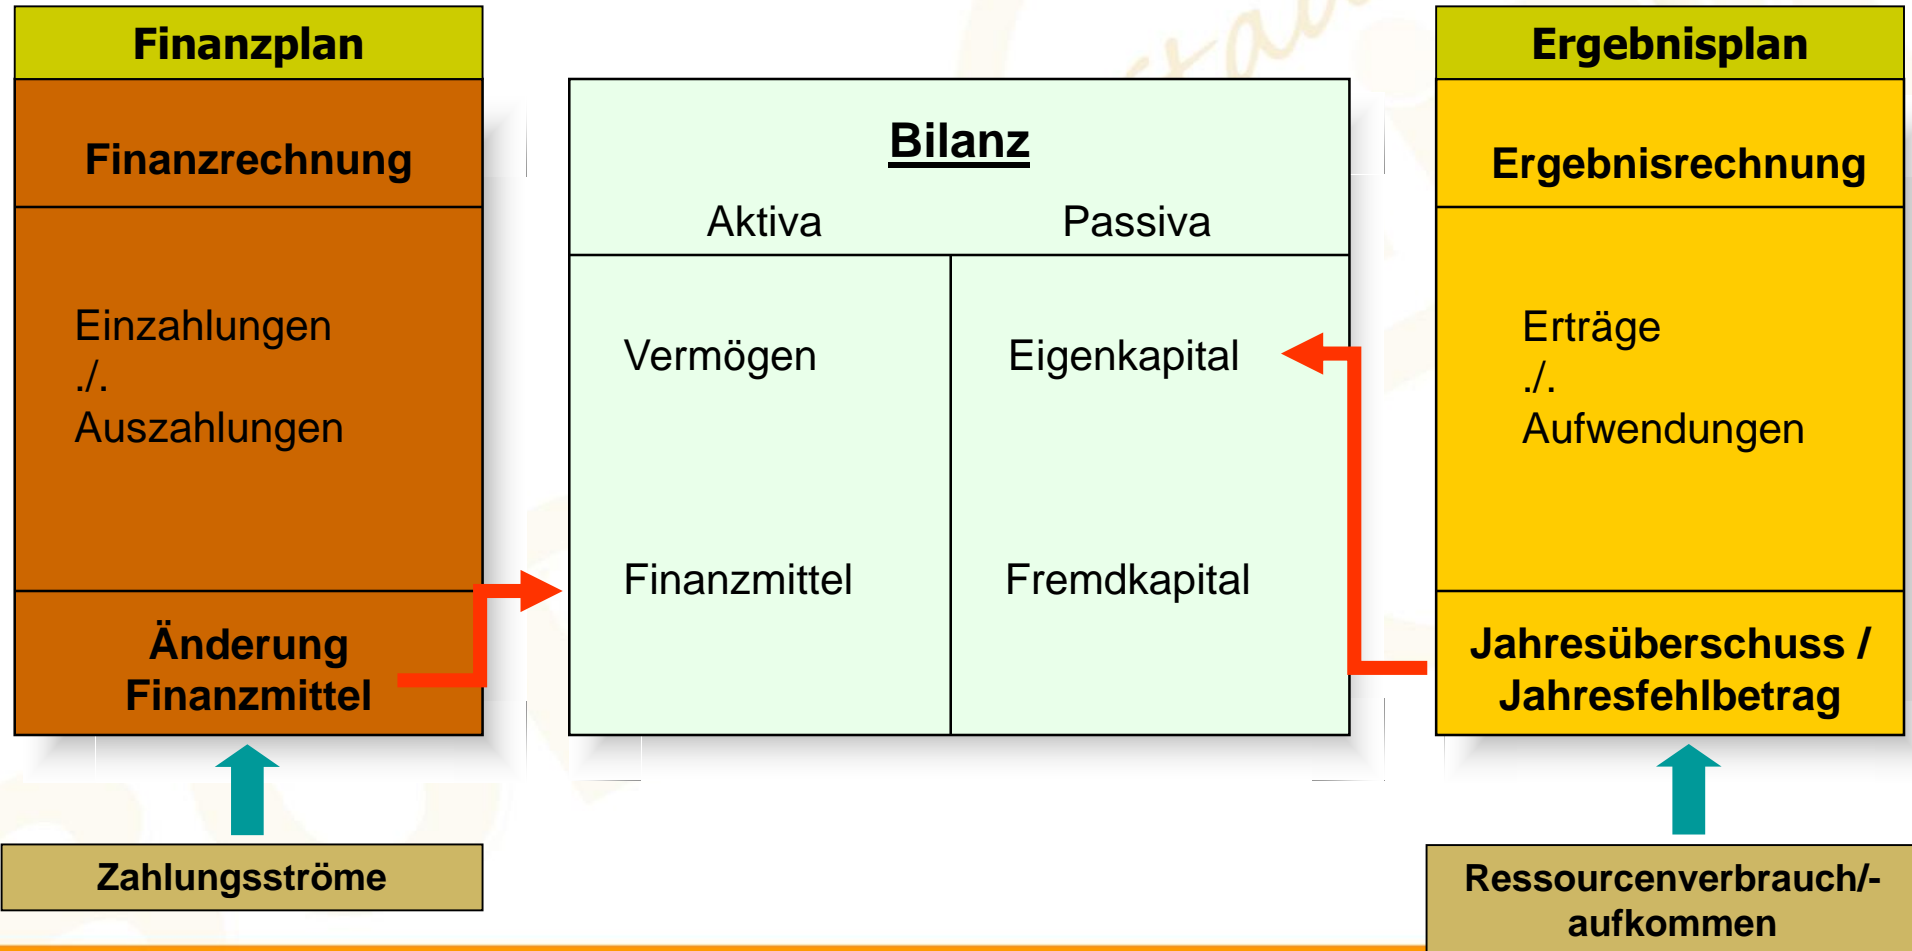 Finanzplan
Finanzrechnung
Einzahlungen
./.
Auszahlungen
Änderung
Finanzmittel
Zahlungsströme
Bilanz
Aktiva
Passiva
Vermögen
Eigenkapital
Finanzmittel
Fremdkapital
Ergebnisplan
Ergebnisrechnung
Erträge
./.
Aufwendungen
Jahresüberschuss /
Jahresfehlbetrag
Ressourcenverbrauch/-
aufkommen